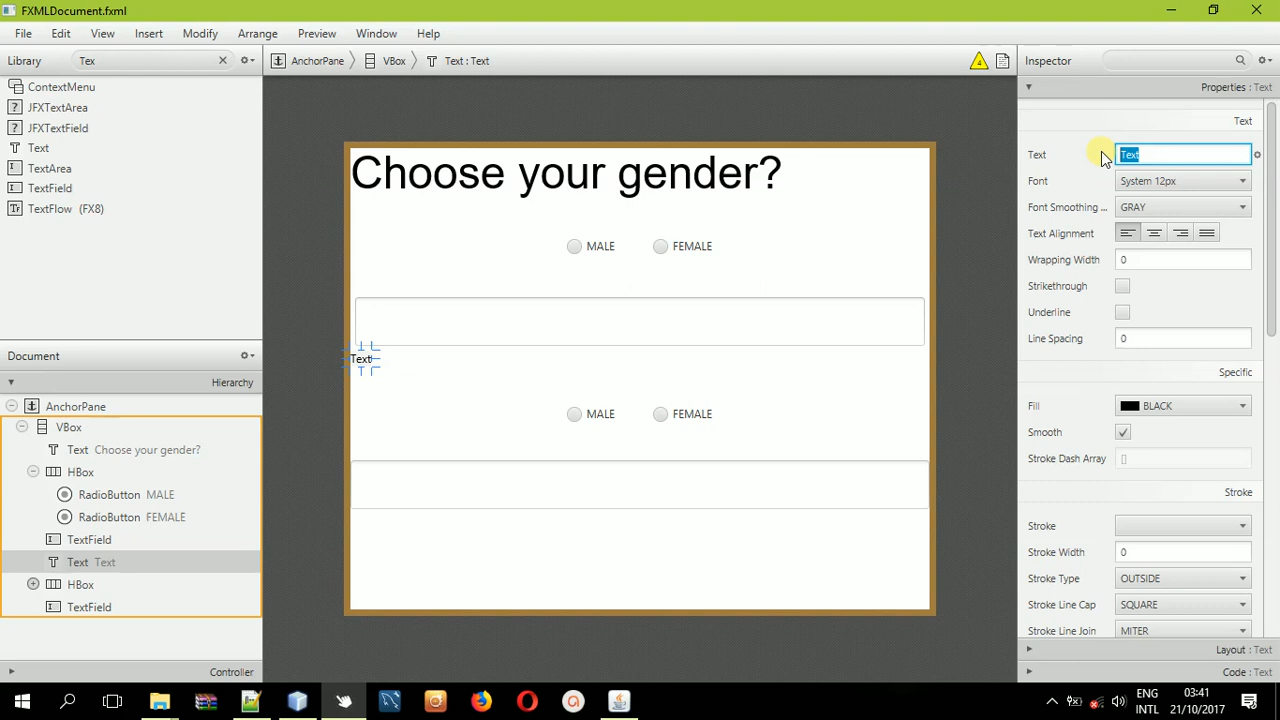 FXMLDocument.fxml
File Edit View Insert Modify Arrange Preview Window Help
Library Tex
AnchorPane VBox Text : Text
4
Inspector
ContextMenu
JFXTextArea
JFXTextField
Text
TextArea
TextField
TextFlow (FX8)
Document
Hierarchy
AnchorPane
VBox
Text Choose your gender?
HBox
RadioButton MALE
RadioButton FEMALE
TextField
Text Text
HBox
TextField
Controller
Choose your gender?
MALE FEMALE
Text
MALE FEMALE
Properties : Text
Text
Text Text
Font System 12px
Font Smoothing ... GRAY
Text Alignment
Wrapping Width 0
Strikethrough
Underline
Line Spacing 0
Specific
Fill BLACK
Smooth
Stroke Dash Array []
Stroke
Stroke
Stroke Width 0
Stroke Type OUTSIDE
Stroke Line Cap SQUARE
Stroke Line Join MITER
Layout : Text
Code : Text
ENG 03:41
INTL 21/10/2017